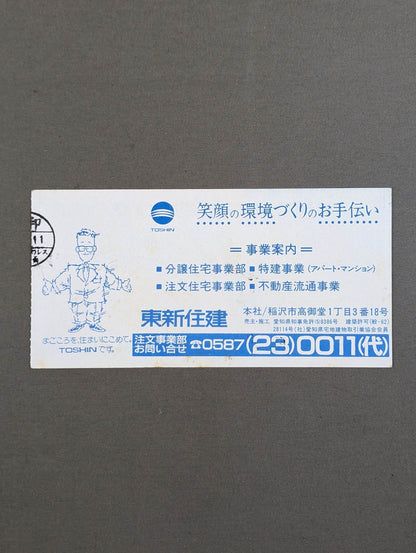 笑顔の環境づくりのお手伝い
TOSHIN
=事業案内=
■分譲住宅事業部 ■特建事業(アパート・マンション)
■注文住宅事業部 ■不動産流通事業
東新住建
本社/稲沢市高御堂1丁目3番18号
注文事業部
お問い合せ
☎0587(23)0011(代)
まごころを、住まいにこめて。
TOSHINです。
印
11